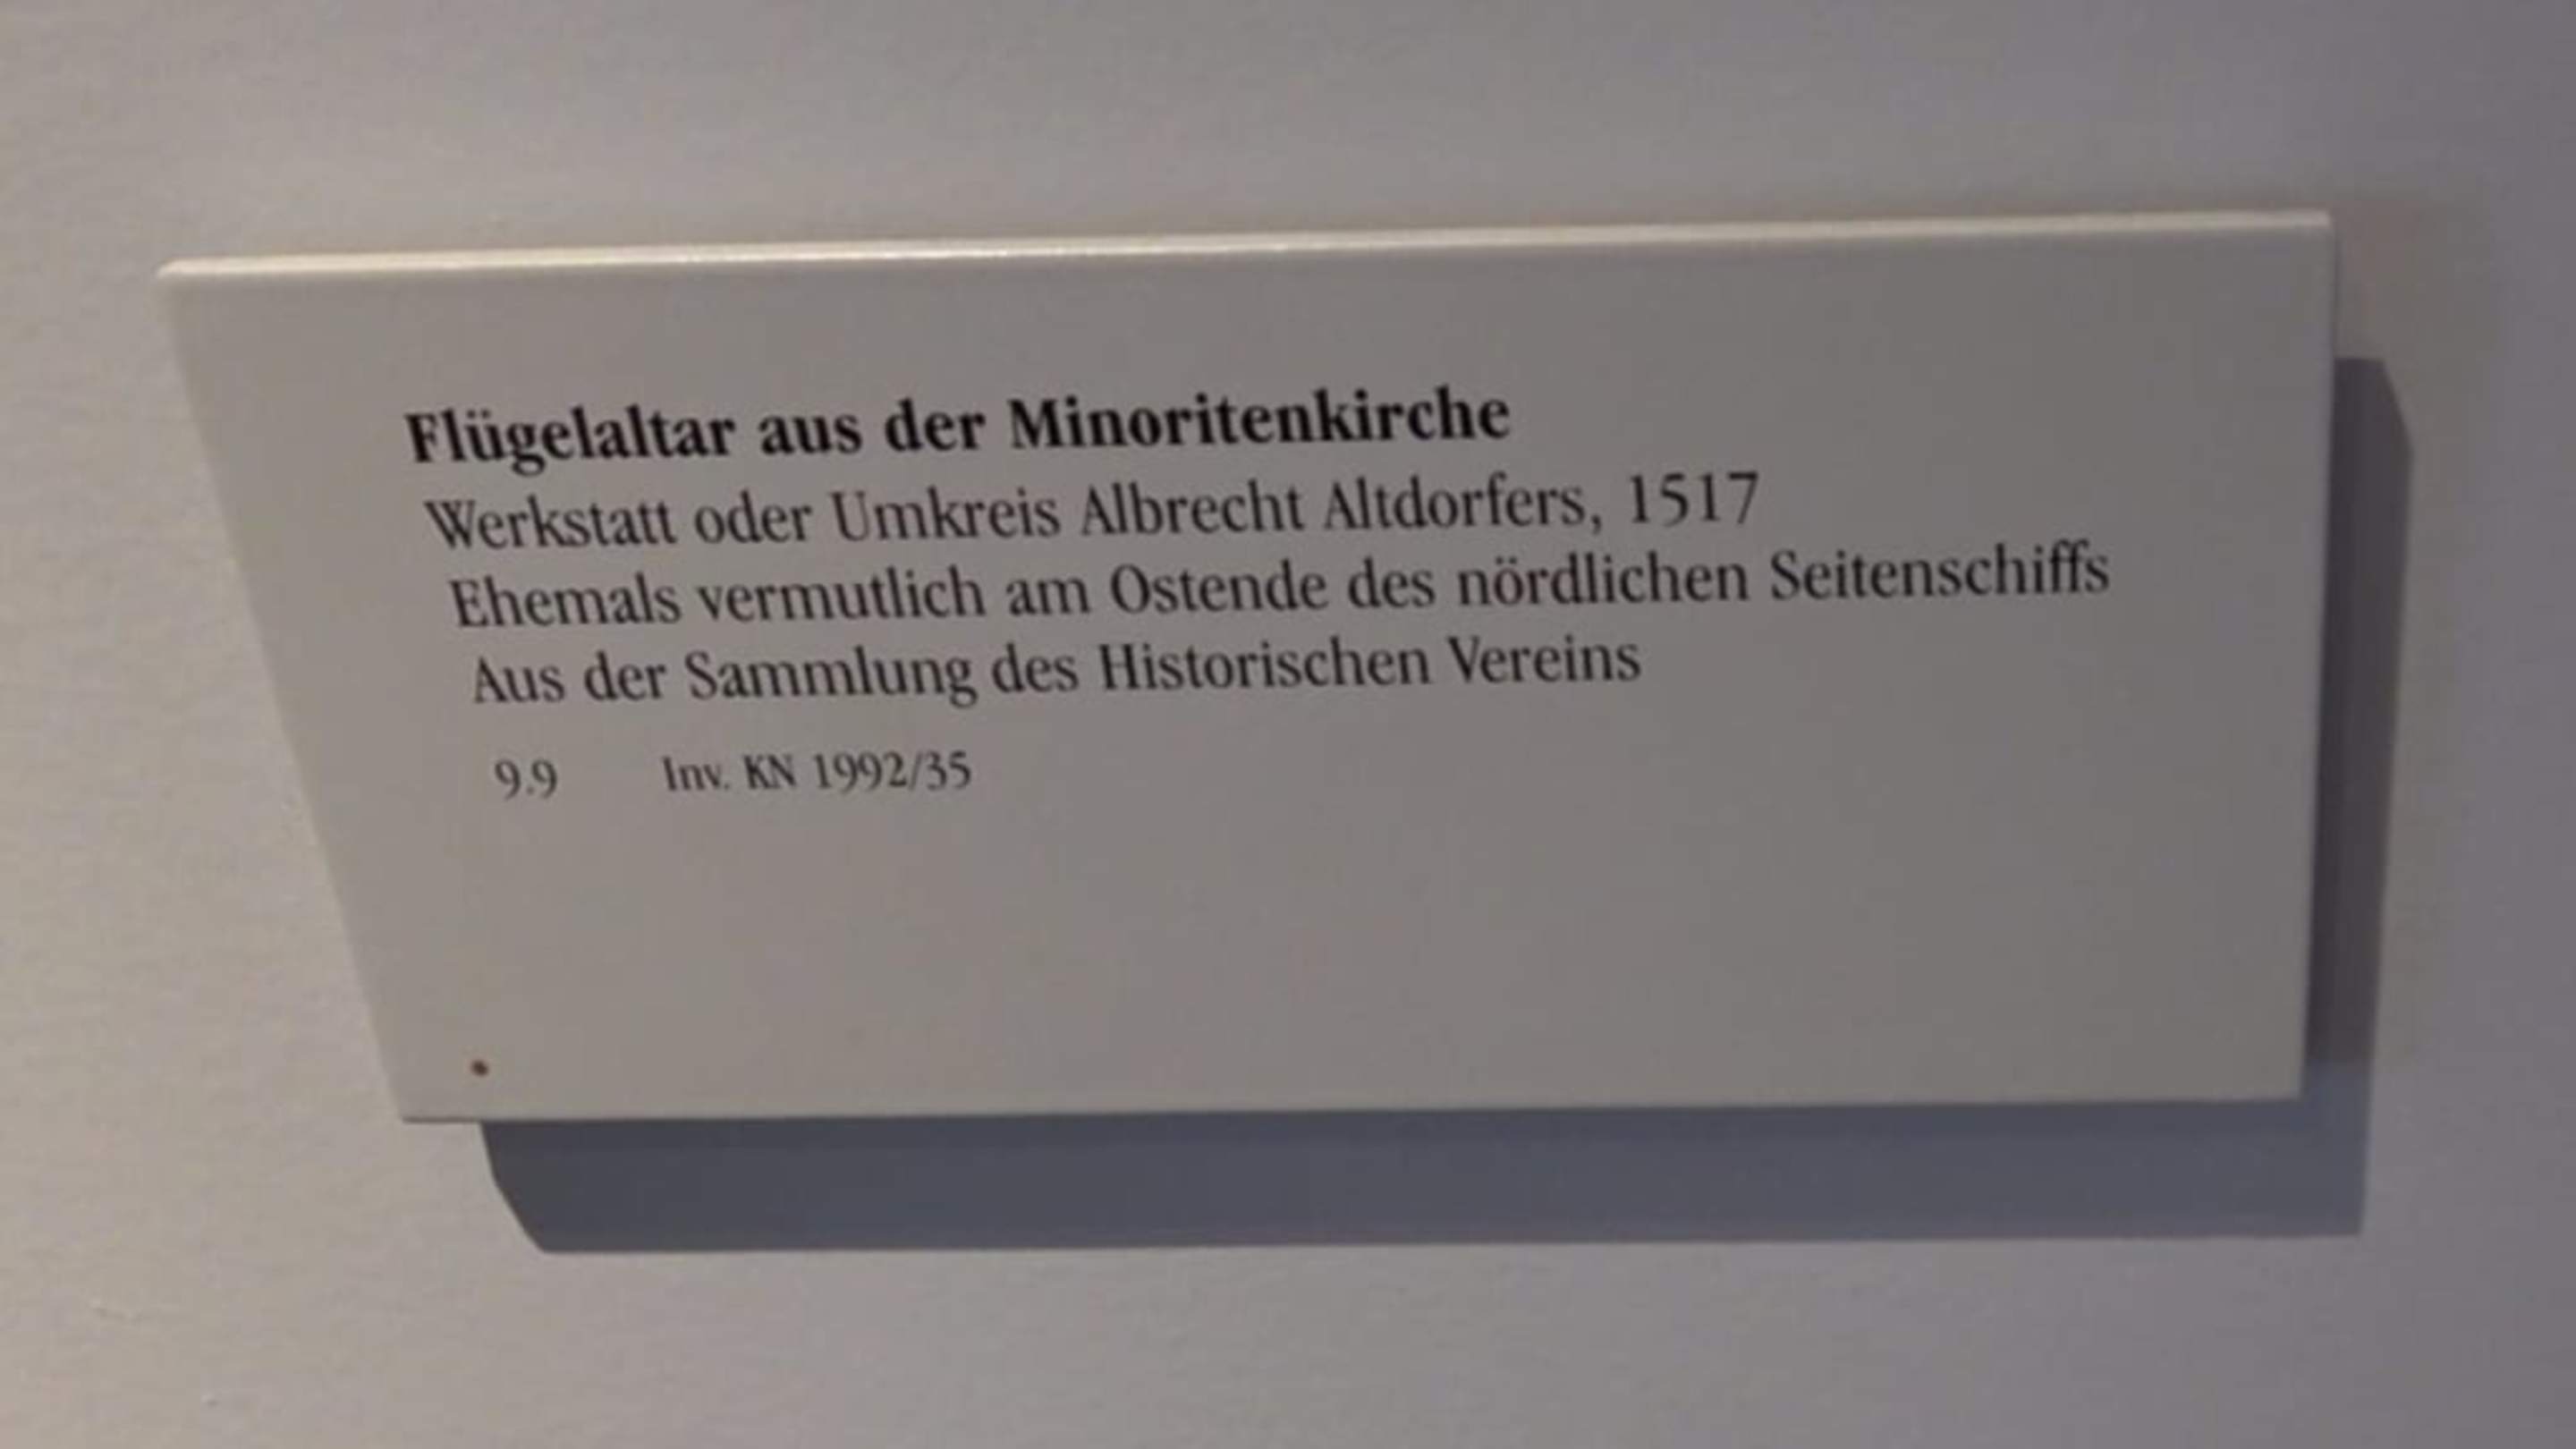 Flügelaltar aus der Minoritenkirche
Werkstatt oder Umkreis Albrecht Altdorfers, 1517
Ehemals vermutlich am Ostende des nördlichen Seitenschiffs
Aus der Sammlung des Historischen Vereins
9.9 Inv. KN 1992/35